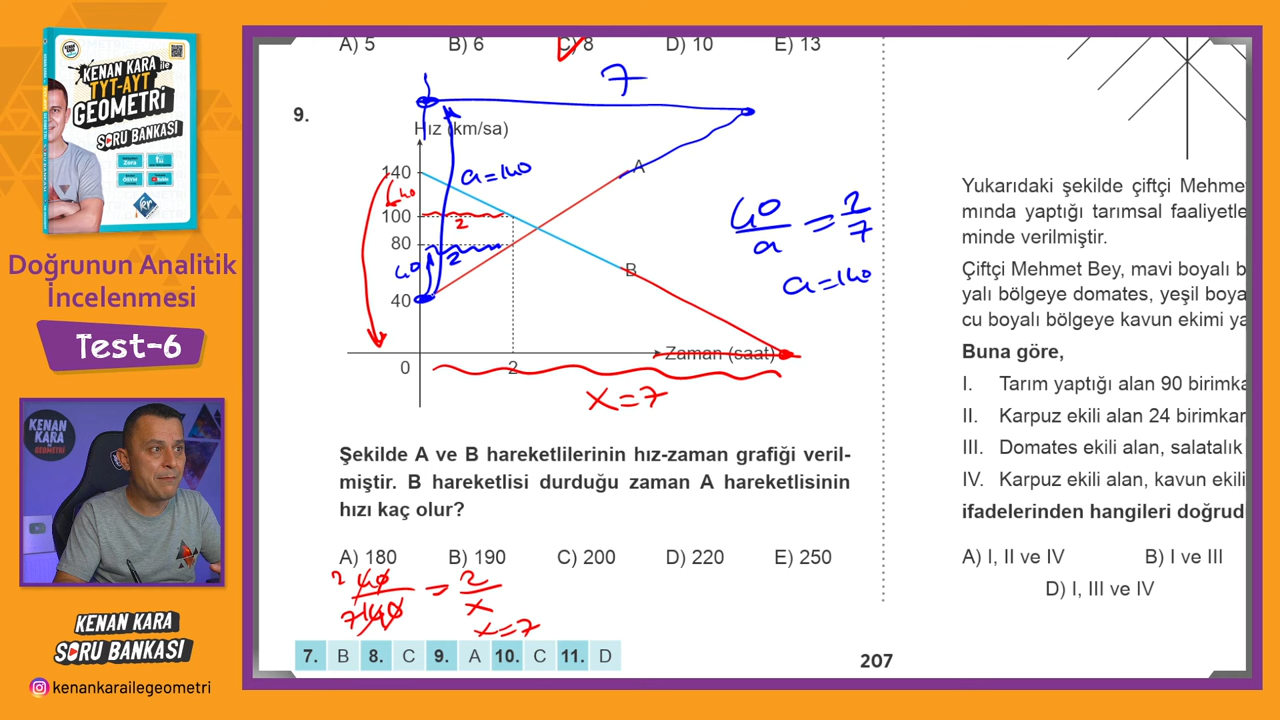 KENAN KARA ile
TYT-AYT
GEOMETRİ
SORU BANKASI
Doğrunun Analitik
İncelenmesi
Test-6
KENAN
KARA
ile
GEOMETRİ
KENAN KARA
SORU BANKASI
kenankarailegeometri
A) 5 B) 6 C) 8 D) 10 E) 13
7
9.
Hız (km/sa)
140
100
80
40
0
2
A
B
Zaman (saat)
40
2
40
2
a=140
x=7
40/a = 2/7
a=140
Şekilde A ve B hareketlilerinin hız-zaman grafiği veril-
miştir. B hareketlisi durduğu zaman A hareketlisinin
hızı kaç olur?
A) 180 B) 190 C) 200 D) 220 E) 250
2 40/7 140 = 2/x
x=7
7. B 8. C 9. A 10. C 11. D
207
Yukarıdaki şekilde çiftçi Mehmet
mında yaptığı tarımsal faaliyetle
minde verilmiştir.
Çiftçi Mehmet Bey, mavi boyalı b
yalı bölgeye domates, yeşil boya
cu boyalı bölgeye kavun ekimi ya
Buna göre,
I. Tarım yaptığı alan 90 birimka
II. Karpuz ekili alan 24 birimkar
III. Domates ekili alan, salatalık
IV. Karpuz ekili alan, kavun ekili
ifadelerinden hangileri doğrud
A) I, II ve IV B) I ve III
D) I, III ve IV